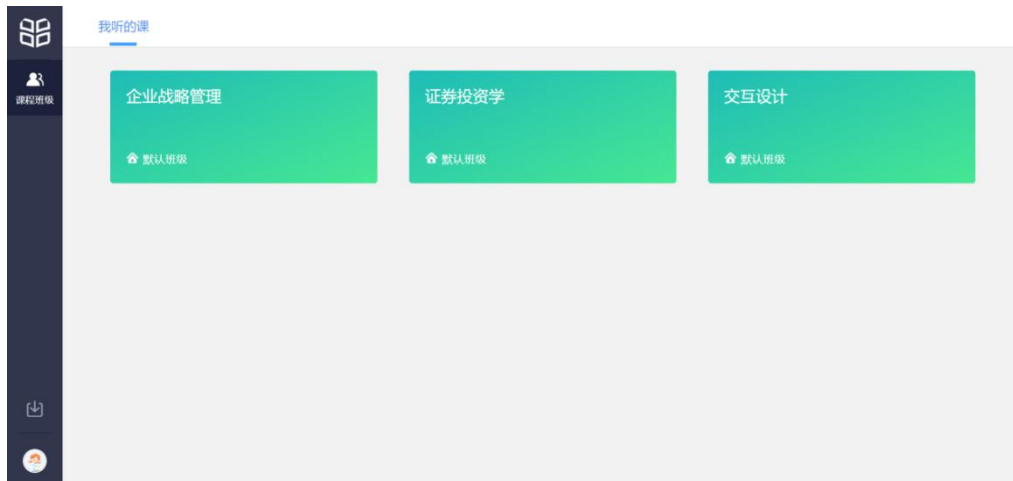 我听的课
课程班级
企业战略管理
默认班级
证券投资学
默认班级
交互设计
默认班级